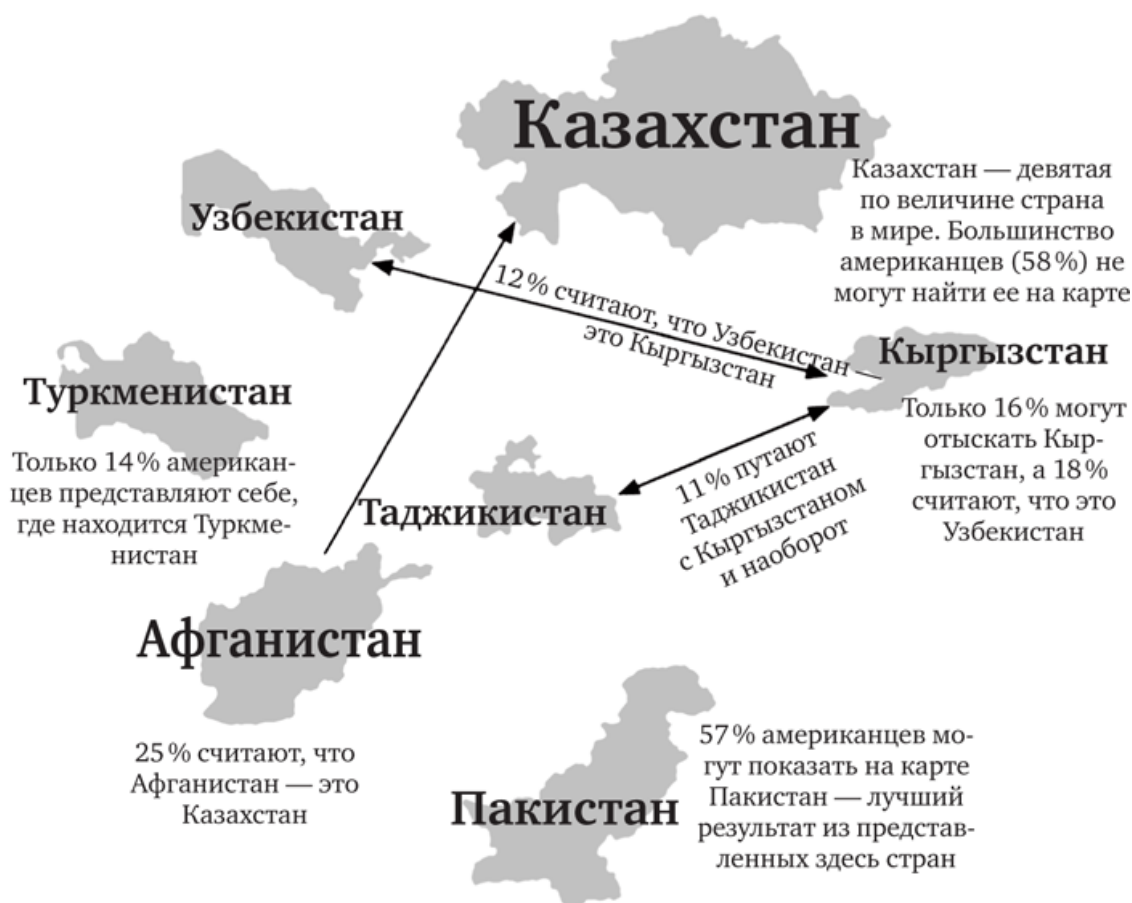 Казахстан
Казахстан — девятая
по величине страна
в мире. Большинство
американцев (58 %) не
могут найти ее на карте
Узбекистан
12 % считают, что Узбекистан —
это Кыргызстан
Кыргызстан
Только 16 % могут
отыскать Кыр-
гызстан, а 18 %
считают, что это
Узбекистан
Туркменистан
Только 14 % американ-
цев представляют себе,
где находится Туркме-
нистан
Таджикистан
11 % путают
Таджикистан
с Кыргызстаном
и наоборот
Афганистан
25 % считают, что
Афганистан — это
Казахстан
Пакистан
57 % американцев мо-
гут показать на карте
Пакистан — лучший
результат из представ-
ленных здесь стран